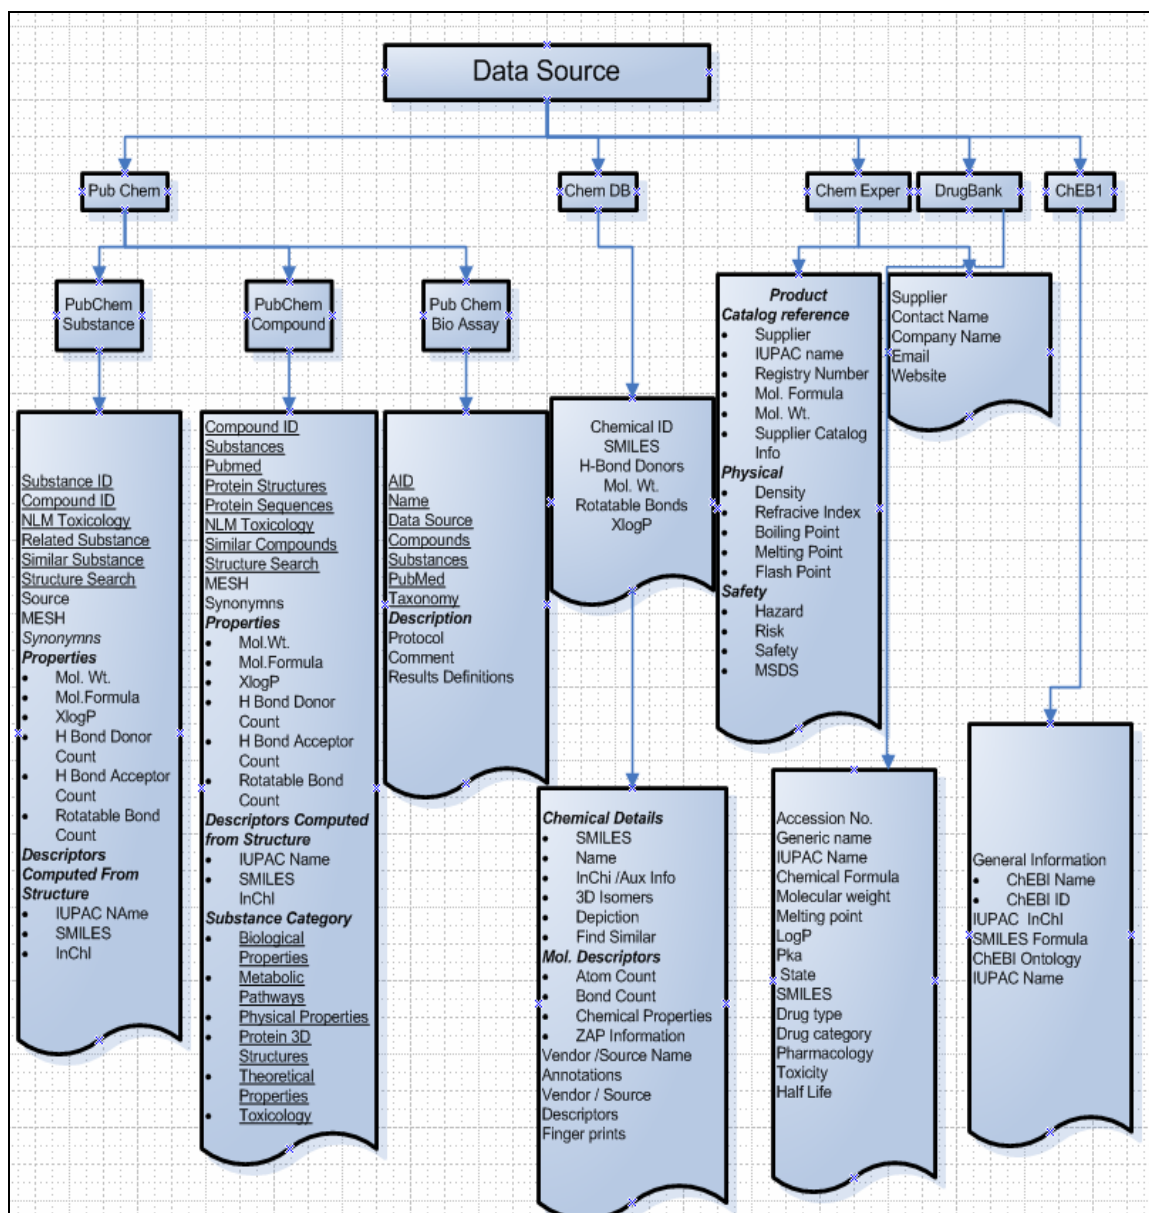 Data Source
Pub Chem
Chem DB
Chem Exper
DrugBank
ChEB1
PubChem
Substance
PubChem
Compound
Pub Chem
Bio Assay
Substance ID
Compound ID
NLM Toxicology
Related Substance
Similar Substance
Structure Search
Source
MESH
Synonymns
Properties
• Mol. Wt.
• Mol.Formula
• XlogP
• H Bond Donor
Count
• H Bond Acceptor
Count
• Rotatable Bond
Count
Descriptors
Computed From
Structure
• IUPAC NAme
• SMILES
• InChI
Compound ID
Substances
Pubmed
Protein Structures
Protein Sequences
NLM Toxicology
Similar Compounds
Structure Search
MESH
Synonymns
Properties
• Mol.Wt.
• Mol.Formula
• XlogP
• H Bond Donor
Count
• H Bond Acceptor
Count
• Rotatable Bond
Count
Descriptors Computed
from Structure
• IUPAC Name
• SMILES
InChI
Substance Category
• Biological
Properties
• Metabolic
Pathways
• Physical Properties
• Protein 3D
Structures
• Theoretical
Properties
• Toxicology
AID
Name
Data Source
Compounds
Substances
PubMed
Taxonomy
Description
Protocol
Comment
Results Definitions
Chemical ID
SMILES
H-Bond Donors
Mol. Wt.
Rotatable Bonds
XlogP
Chemical Details
• SMILES
• Name
• InChi /Aux Info
• 3D Isomers
• Depiction
• Find Similar
Mol. Descriptors
• Atom Count
• Bond Count
• Chemical Properties
• ZAP Information
Vendor /Source Name
Annotations
Vendor / Source
Descriptors
Finger prints
Product
Catalog reference
• Supplier
• IUPAC name
• Registry Number
• Mol. Formula
• Mol. Wt.
• Supplier Catalog
Info
Physical
• Density
• Refractive Index
• Boiling Point
• Melting Point
• Flash Point
Safety
• Hazard
• Risk
• Safety
• MSDS
Supplier
Contact Name
Company Name
Email
Website
Accession No.
Generic name
IUPAC Name
Chemical Formula
Molecular weight
Melting point
LogP
Pka
State
SMILES
Drug type
Drug category
Pharmacology
Toxicity
Half Life
General Information
• ChEBI Name
• ChEBI ID
IUPAC InChI
SMILES Formula
ChEBI Ontology
IUPAC Name